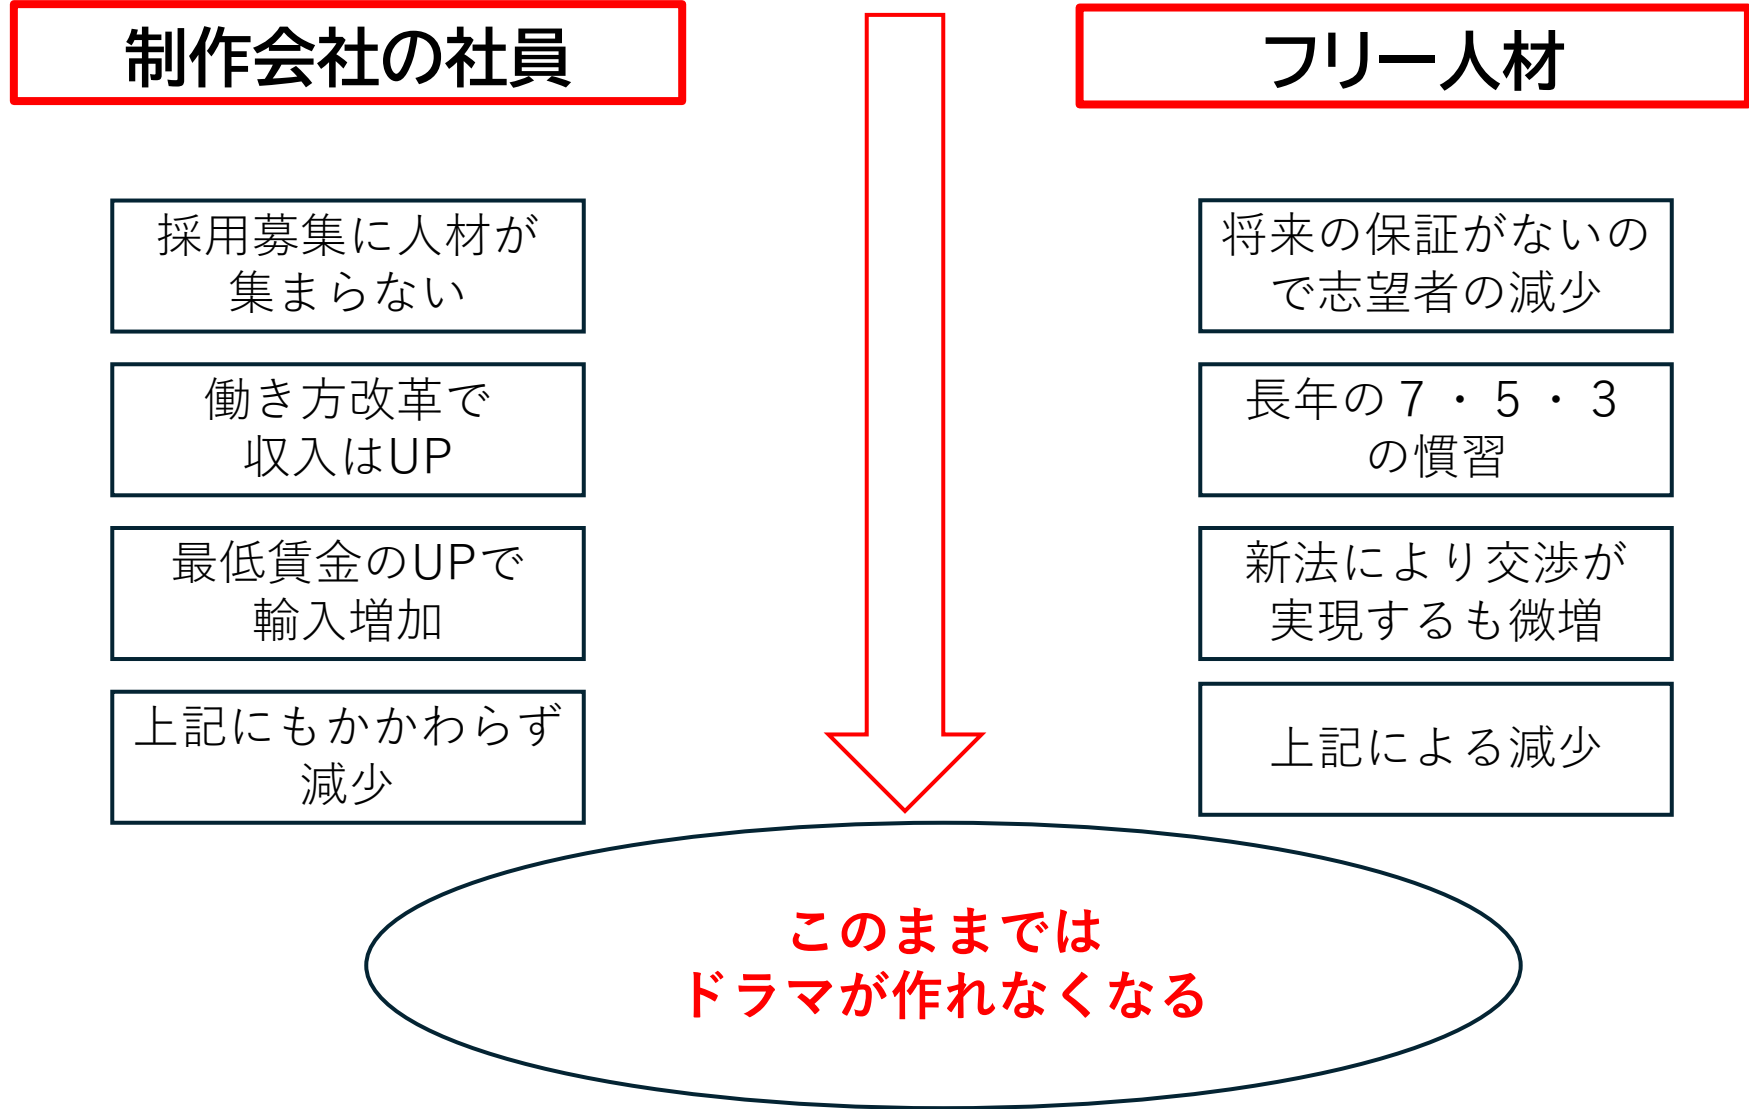 制作会社の社員
フリー人材
採用募集に人材が
集まらない
働き方改革で
収入はUP
最低賃金のUPで
輸入増加
上記にもかかわらず
減少
将来の保証がないの
で志望者の減少
長年の７・５・３
の慣習
新法により交渉が
実現するも微増
上記による減少
このままでは
ドラマが作れなくなる